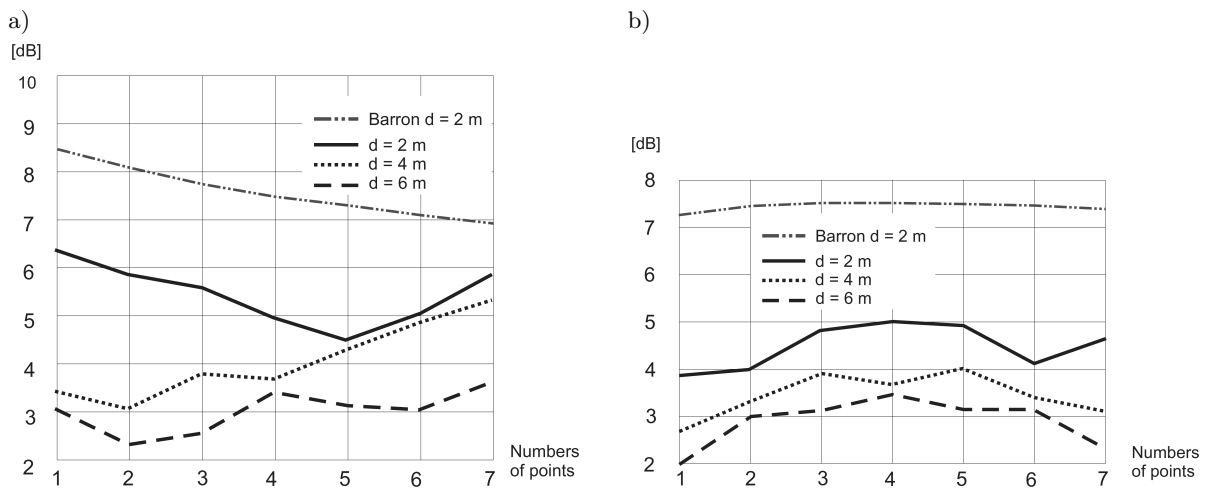 a)
[dB]
10
9
8
7
6
5
4
3
2
1 2 3 4 5 6 7
Numbers
of points
Barron d = 2 m
d = 2 m
d = 4 m
d = 6 m
b)
[dB]
8
7
6
5
4
3
2
1 2 3 4 5 6 7
Numbers
of points
Barron d = 2 m
d = 2 m
d = 4 m
d = 6 m